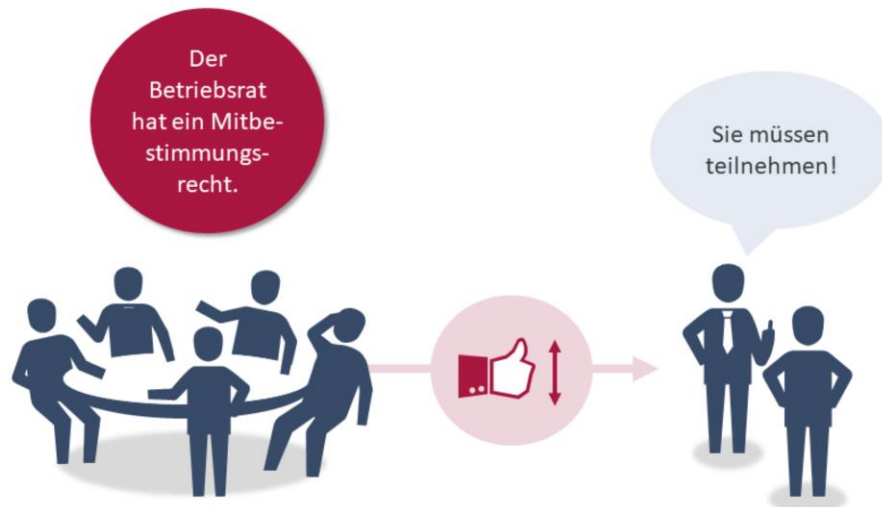 Der
Betriebsrat
hat ein Mitbe-
stimmungs-
recht.
Sie müssen
teilnehmen!